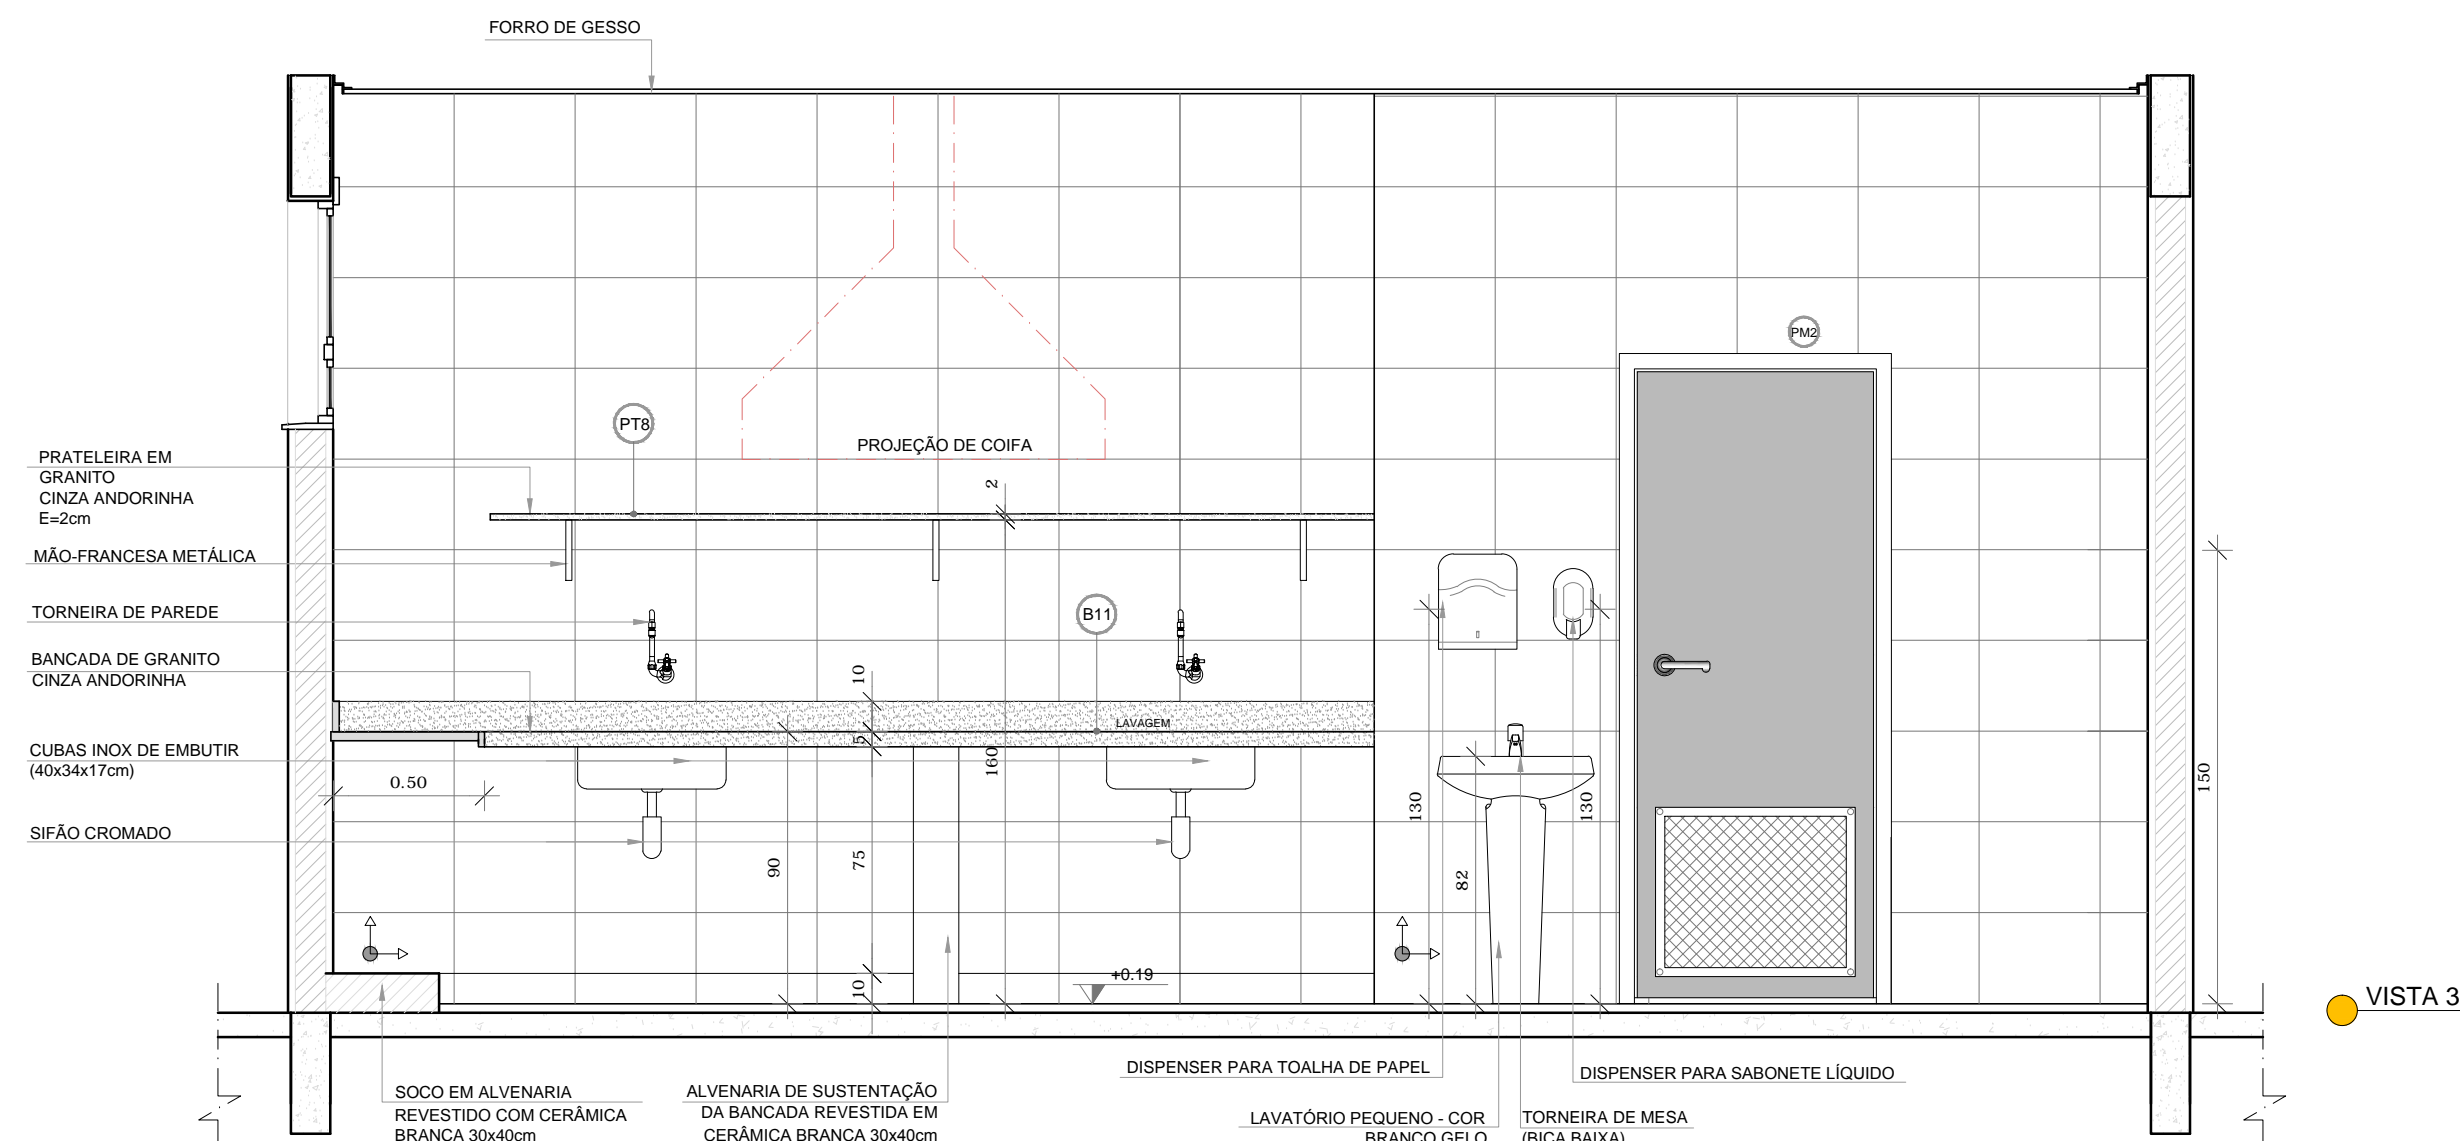 FORRO DE GESSO
PM2
PT8
PROJEÇÃO DE COIFA
PRATELEIRA EM
GRANITO
CINZA ANDORINHA
E=2cm
2
MÃO-FRANCESA METÁLICA
TORNEIRA DE PAREDE
B11
BANCADA DE GRANITO
CINZA ANDORINHA
10
LAVAGEM
CUBAS INOX DE EMBUTIR
(40x34x17cm)
5
160
0.50
130
130
150
SIFÃO CROMADO
90
75
82
10
+0.19
VISTA 3
SOCO EM ALVENARIA
REVESTIDO COM CERÂMICA
BRANCA 30x40cm
ALVENARIA DE SUSTENTAÇÃO
DA BANCADA REVESTIDA EM
CERÂMICA BRANCA 30x40cm
DISPENSER PARA TOALHA DE PAPEL
DISPENSER PARA SABONETE LÍQUIDO
LAVATÓRIO PEQUENO - COR
BRANCO GELO
TORNEIRA DE MESA
(BICA BAIXA)